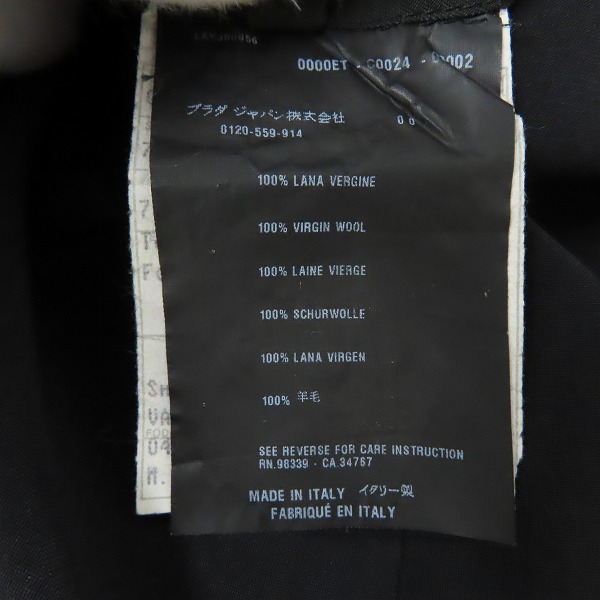 0000ET - C0024 -
プラダ ジャパン株式会社 0 0
0120-559-914
100% LANA VERGINE
100% VIRGIN WOOL
100% LAINE VIERGE
100% SCHURWOLLE
100% LANA VIRGEN
100% 羊毛
SEE REVERSE FOR CARE INSTRUCTION
RN.98339 - CA.34767
MADE IN ITALY イタリー製
FABRIQUÉ EN ITALY